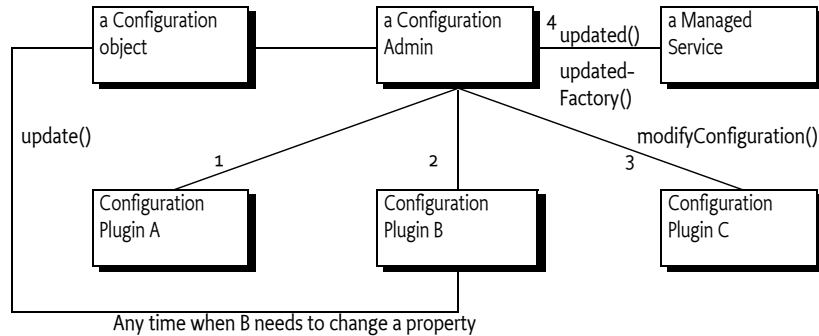 a Configuration
object
a Configuration
Admin
4
updated()
updated-
Factory()
a Managed
Service
update()
1
2
3
modifyConfiguration()
Configuration
Plugin A
Configuration
Plugin B
Configuration
Plugin C
Any time when B needs to change a property